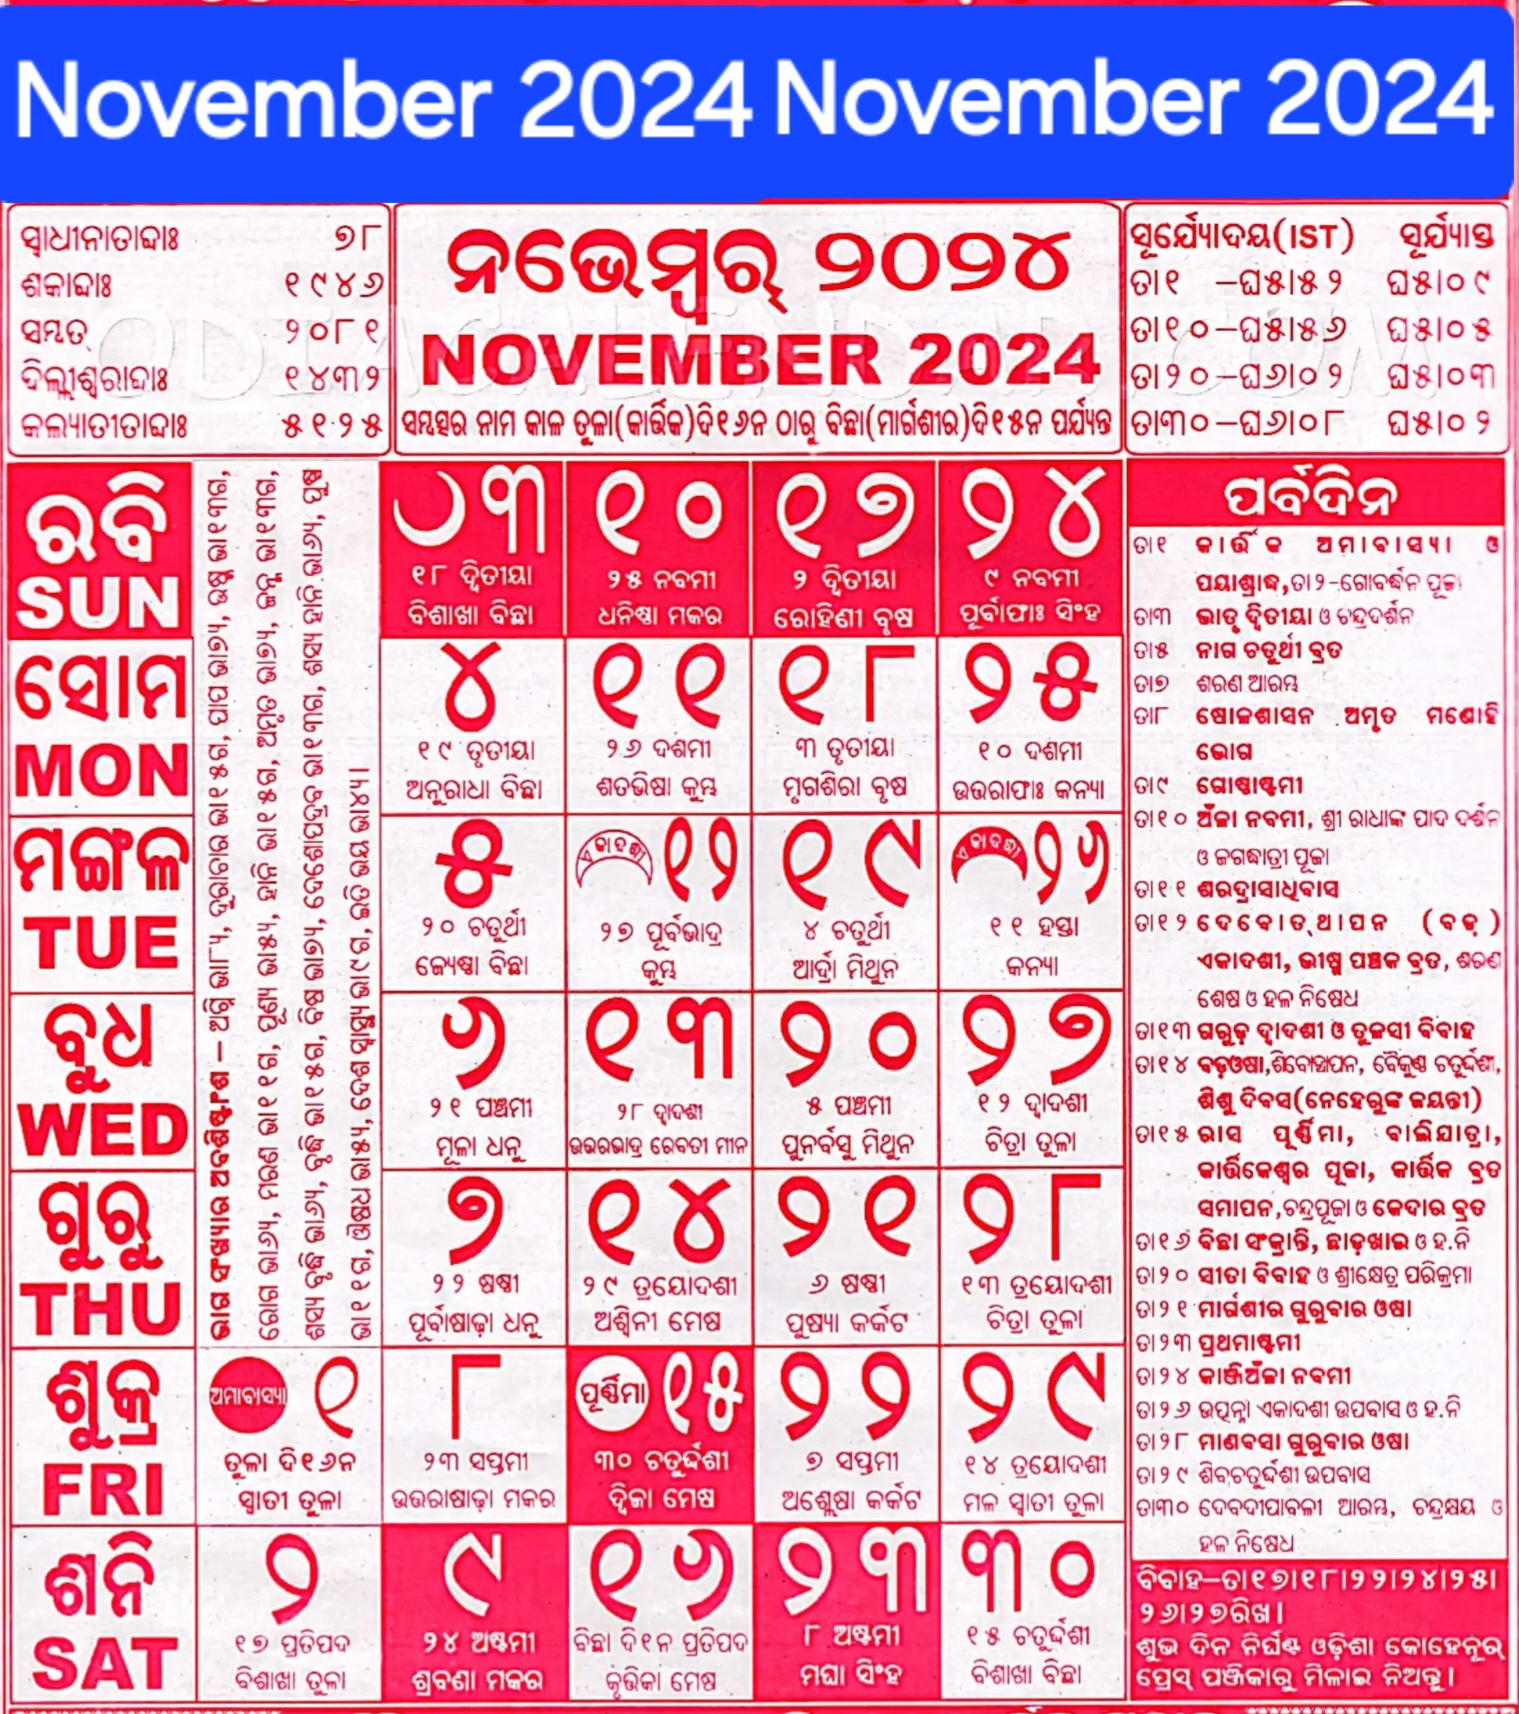 November 2024 November 2024
ସ୍ୱାଧୀନତାବ୍ଦାଃ ୭୮
ଶକାବ୍ଦାଃ ୧୯୪୬
ସମ୍ବତ୍ ୨୦୮୧
ଦିଲ୍ଲୀଶ୍ୱରାବ୍ଦାଃ ୧୪୩୨
କଲ୍ୟାତୀତାବ୍ଦାଃ ୫୧୨୫
ନଭେମ୍ବର୍ ୨୦୨୪
NOVEMBER 2024
ସମ୍ବତ୍ସର ନାମ କାଳ ତୁଳା(କାର୍ତ୍ତିକ)ଦି୧୬ନ ଠାରୁ ବିଛା(ମାର୍ଗଶୀର)ଦି୧୫ନ ପର୍ଯ୍ୟନ୍ତ
ସୂର୍ଯ୍ୟୋଦୟ(IST) ସୂର୍ଯ୍ୟାସ୍ତ
ତା୧ –ଘ୫ା୫୨ ଘ୫ା୦୯
ତା୧୦–ଘ୫ା୫୬ ଘ୫ା୦୫
ତା୨୦–ଘ୬ା୦୨ ଘ୫ା୦୩
ତା୩୦–ଘ୬ା୦୮ ଘ୫ା୦୨
ରବି
SUN
୦୩ ୧୦ ୧୭ ୨୪
୧୮ ଦ୍ୱିତୀୟା ୨୫ ନବମୀ ୨ ଦ୍ୱିତୀୟା ୯ ନବମୀ
ବିଶାଖା ବିଛା ଧନିଷ୍ଠା ମକର ରୋହିଣୀ ବୃଷ ପୂର୍ବାଫାଃ ସିଂହ
ସୋମ
MON
୪ ୧୧ ୧୮ ୨୫
୧୯ ତୃତୀୟା ୨୬ ଦଶମୀ ୩ ତୃତୀୟା ୧୦ ଦଶମୀ
ଅନୁରାଧା ବିଛା ଶତଭିଷା କୁମ୍ଭ ମୃଗଶିରା ବୃଷ ଉତ୍ତରାଫାଃ କନ୍ୟା
ମଙ୍ଗଳ
TUE
୫ ଏକାଦଶୀ ୧୨ ୧୯ ଏକାଦଶୀ ୨୬
୨୦ ଚତୁର୍ଥୀ ୨୭ ପୂର୍ବଭାଦ୍ର ୪ ଚତୁର୍ଥୀ ୧୧ ହସ୍ତା
ଜ୍ୟେଷ୍ଠା ବିଛା କୁମ୍ଭ ଆର୍ଦ୍ରା ମିଥୁନ କନ୍ୟା
ବୁଧ
WED
୬ ୧୩ ୨୦ ୨୭
୨୧ ପଞ୍ଚମୀ ୨୮ ଦ୍ୱାଦଶୀ ୫ ପଞ୍ଚମୀ ୧୨ ଦ୍ୱାଦଶୀ
ମୂଳା ଧନୁ ଉତ୍ତରଭାଦ୍ର ରେବତୀ ମୀନ ପୁନର୍ବସୁ ମିଥୁନ ଚିତ୍ରା ତୁଳା
ଗୁରୁ
THU
୭ ୧୪ ୨୧ ୨୮
୨୨ ଷଷ୍ଠୀ ୨୯ ତ୍ରୟୋଦଶୀ ୬ ଷଷ୍ଠୀ ୧୩ ତ୍ରୟୋଦଶୀ
ପୂର୍ବାଷାଢ଼ା ଧନୁ ଅଶ୍ୱିନୀ ମେଷ ପୁଷ୍ୟା କର୍କଟ ଚିତ୍ରା ତୁଳା
ଶୁକ୍ର
FRI
ଅମାବାସ୍ୟା ୧ ୮ ପୂର୍ଣ୍ଣିମା ୧୫ ୨୨ ୨୯
ତୁଳା ଦି୧୬ନ ୨୩ ସପ୍ତମୀ ୩୦ ଚତୁର୍ଦ୍ଦଶୀ ୭ ସପ୍ତମୀ ୧୪ ତ୍ରୟୋଦଶୀ
ସ୍ୱାତୀ ତୁଳା ଉତ୍ତରାଷାଢ଼ା ମକର ଦ୍ୱିଜା ମେଷ ଅଶ୍ଳେଷା କର୍କଟ ମଳ ସ୍ୱାତୀ ତୁଳା
ଶନି
SAT
୨ ୯ ୧୬ ୨୩ ୩୦
୧୭ ପ୍ରତିପଦ ୨୪ ଅଷ୍ଟମୀ ବିଛା ଦି୧ନ ପ୍ରତିପଦ ୮ ଅଷ୍ଟମୀ ୧୫ ଚତୁର୍ଦ୍ଦଶୀ
ବିଶାଖା ତୁଳା ଶ୍ରବଣା ମକର କୃତ୍ତିକା ମେଷ ମଘା ସିଂହ ବିଶାଖା ବିଛା
ପର୍ବଦିନ
ତା୧ କାର୍ତ୍ତିକ ଅମାବାସ୍ୟା ଓ
ପୟାଶ୍ରାଦ୍ଧ,ତା୨-ଗୋବର୍ଦ୍ଧନ ପୂଜା
ତା୩ ଭାତୃ ଦ୍ୱିତୀୟା ଓ ଚନ୍ଦ୍ରଦର୍ଶନ
ତା୫ ନାଗ ଚତୁର୍ଥୀ ବ୍ରତ
ତା୭ ଶରଣ ଆରମ୍ଭ
ତା୮ ଷୋଳଶାସନ ଅମୃତ ମଣୋହି
ଭୋଗ
ତା୯ ଗୋଷ୍ଠାଷ୍ଟମୀ
ତା୧୦ ଅଁଳା ନବମୀ, ଶ୍ରୀ ରାଧାଙ୍କ ପାଦ ଦର୍ଶନ
ଓ ଜଗଦ୍ଧାତ୍ରୀ ପୂଜା
ତା୧୧ ଶରଦ୍ରାସାଧିବାସ
ତା୧୨ ଦେବୋତ୍ଥାପନ (ବଡ଼)
ଏକାଦଶୀ, ଭୀଷ୍ମ ପଞ୍ଚକ ବ୍ରତ, ଶରଣ
ଶେଷ ଓ ହଳ ନିଷେଧ
ତା୧୩ ଗରୁଡ଼ ଦ୍ୱାଦଶୀ ଓ ତୁଳସୀ ବିବାହ
ତା୧୪ ବଡ଼ଓଷା,ଶିବୋତ୍ଥାପନ, ବୈକୁଣ୍ଠ ଚତୁର୍ଦ୍ଦଶୀ,
ଶିଶୁ ଦିବସ(ନେହେରୁଙ୍କ ଜୟନ୍ତୀ)
ତା୧୫ ରାସ ପୂର୍ଣ୍ଣିମା, ବାଲିଯାତ୍ରା,
କାର୍ତ୍ତିକେଶ୍ୱର ପୂଜା, କାର୍ତ୍ତିକ ବ୍ରତ
ସମାପନ,ଚନ୍ଦ୍ରପୂଜା ଓ କେଦାର ବ୍ରତ
ତା୧୬ ବିଛା ସଂକ୍ରାନ୍ତି, ଛାଡ଼ଖାଇ ଓ ହ.ନି
ତା୨୦ ସୀତା ବିବାହ ଓ ଶ୍ରୀକ୍ଷେତ୍ର ପରିକ୍ରମା
ତା୨୧ ମାର୍ଗଶୀର ଗୁରୁବାର ଓଷା
ତା୨୩ ପ୍ରଥମାଷ୍ଟମୀ
ତା୨୪ କାଞ୍ଜିଅଁଳା ନବମୀ
ତା୨୬ ଉତ୍ପନ୍ନା ଏକାଦଶୀ ଉପବାସ ଓ ହ.ନି
ତା୨୮ ମାଣବସା ଗୁରୁବାର ଓଷା
ତା୨୯ ଶିବଚତୁର୍ଦ୍ଦଶୀ ଉପବାସ
ତା୩୦ ଦେବଦୀପାବଳୀ ଆରମ୍ଭ, ଚନ୍ଦ୍ରକ୍ଷୟ ଓ
ହଳ ନିଷେଧ
ବିବାହ–ତା୧୭।୧୮।୨୨।୨୪।୨୫।
୨୬।୨୭ରିଖ।
ଶୁଭ ଦିନ ନିର୍ଘଣ୍ଟ ଓଡ଼ିଶା କୋହେନୂର୍
ପ୍ରେସ୍ ପଞ୍ଜିକାରୁ ମିଳାଇ ନିଅନ୍ତୁ।